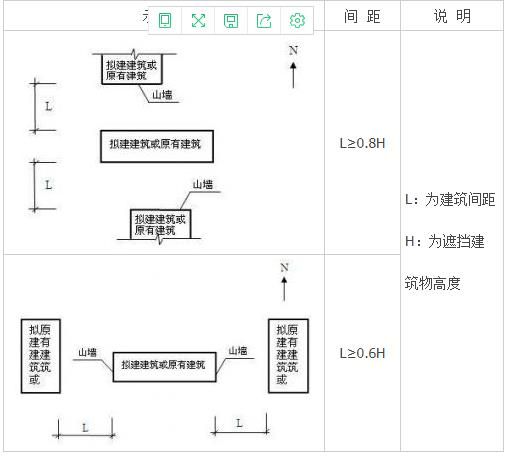 示
间 距
说 明
N
拟建建筑或
原有建筑
山墙
L
拟建建筑或原有建筑
L≥0.8H
L
山墙
拟建建筑或
原有建筑
L：为建筑间距
H：为遮挡建
筑物高度
N
拟建建筑或
原有建筑
山墙
拟建建筑或原有建筑
山墙
拟建建筑或
原有建筑
L≥0.6H
L
L